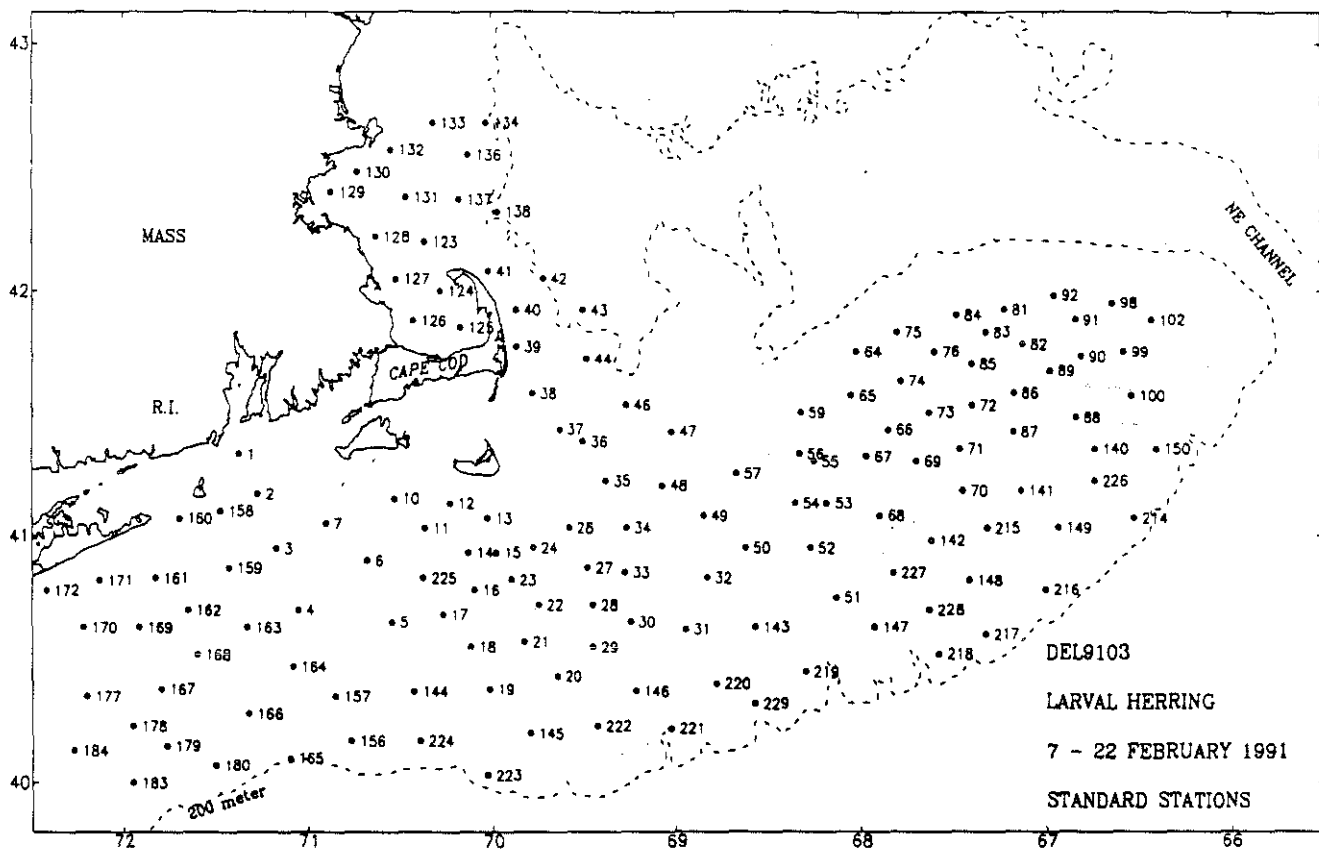 43
133 134
132 136
130
129 131 137
138
MASS 128 123
NE CHANNEL
41
127 42
42
124 92 98
40 43 84 81
126 125 91 102
75 83
39 82
64 76 90 99
44 85
CAPE COD 89
74
38 65 86 100
46 72
R.I. 59 73 88
37 47 66 87
36
1 56 71 140 150
55 67 69
57
35 48 226
2 70 141
10 12 54 53
158 13 49 68 214
160
7 11 28 34 215 149
41
142
3 14 15 24 50 52
6
159 27 33 227
172 171 161 225 23 32 148
16 216
51
162 4 22 28 228
17
170 169 163 5 30 31 143 147 217
168 18 21 29 218 DEL9103
164 219
20 220
177 167 157 144 19 146 LARVAL HERRING
229
166
178 222 221
145
184 179 156 224 7 - 22 FEBRUARY 1991
180 165
40
183 223
200 meter STANDARD STATIONS
72 71 70 69 68 67 66